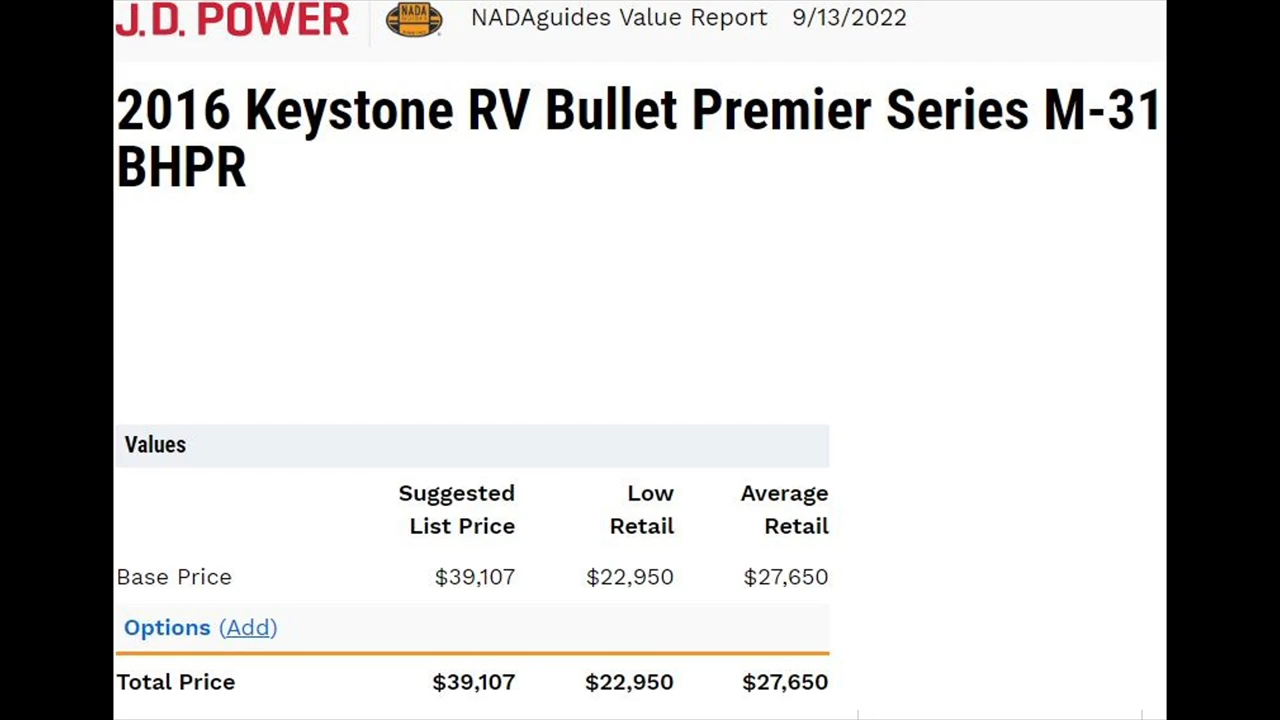 J.D. POWER NADA GUIDES NADAguides Value Report 9/13/2022
2016 Keystone RV Bullet Premier Series M-31
BHPR
Values
Suggested Low Average
List Price Retail Retail
Base Price $39,107 $22,950 $27,650
Options (Add)
Total Price $39,107 $22,950 $27,650